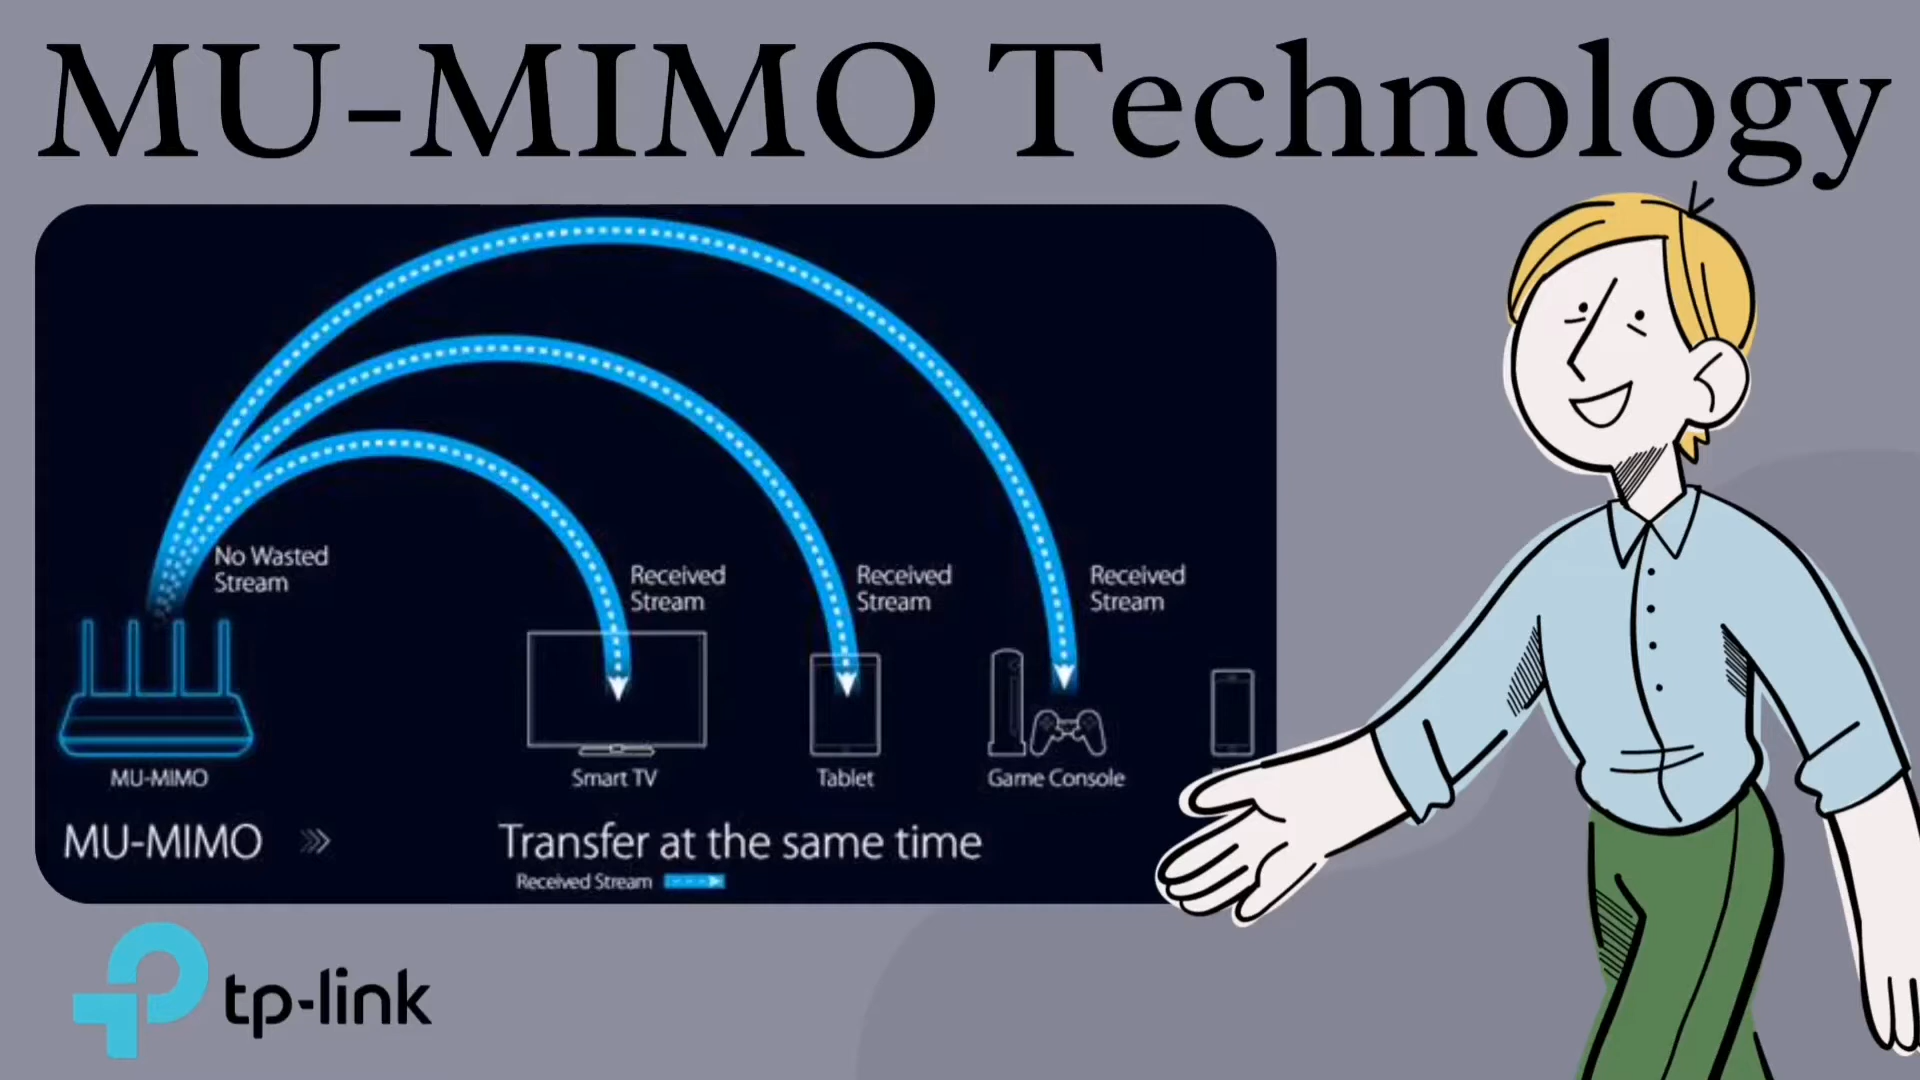 MU-MIMO Technology
No Wasted
Stream
Received
Stream
Received
Stream
Received
Stream
MU-MIMO
Smart TV
Tablet
Game Console
MU-MIMO
Transfer at the same time
Received Stream
tp-link